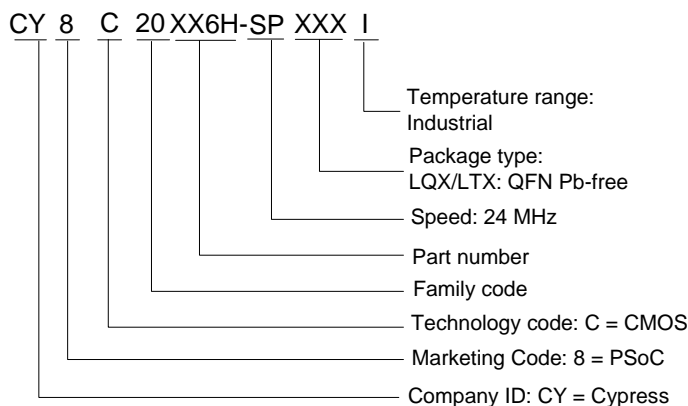 CY 8 C 20 XX6H-SP XXX I
Temperature range:
Industrial
Package type:
LQX/LTX: QFN Pb-free
Speed: 24 MHz
Part number
Family code
Technology code: C = CMOS
Marketing Code: 8 = PSoC
Company ID: CY = Cypress